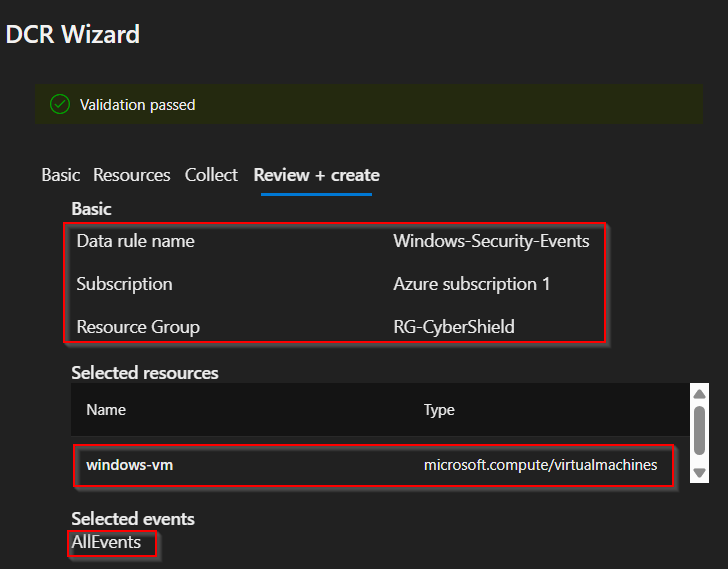 DCR Wizard
Validation passed
Basic Resources Collect Review + create
Basic
Data rule name Windows-Security-Events
Subscription Azure subscription 1
Resource Group RG-CyberShield
Selected resources
Name Type
windows-vm microsoft.compute/virtualmachines
Selected events
AllEvents